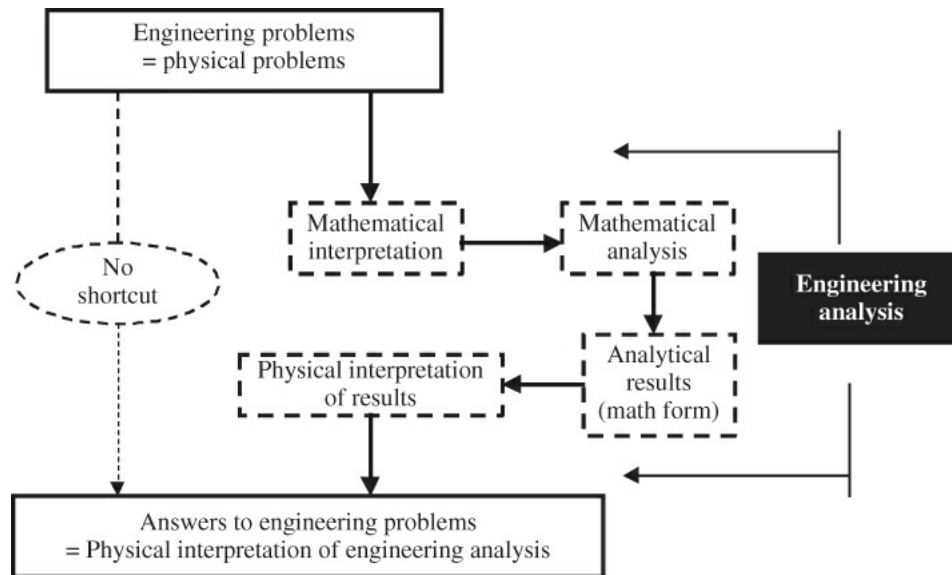 Engineering problems
= physical problems
Mathematical
interpretation
Mathematical
analysis
No
shortcut
Engineering
analysis
Physical interpretation
of results
Analytical
results
(math form)
Answers to engineering problems
= Physical interpretation of engineering analysis